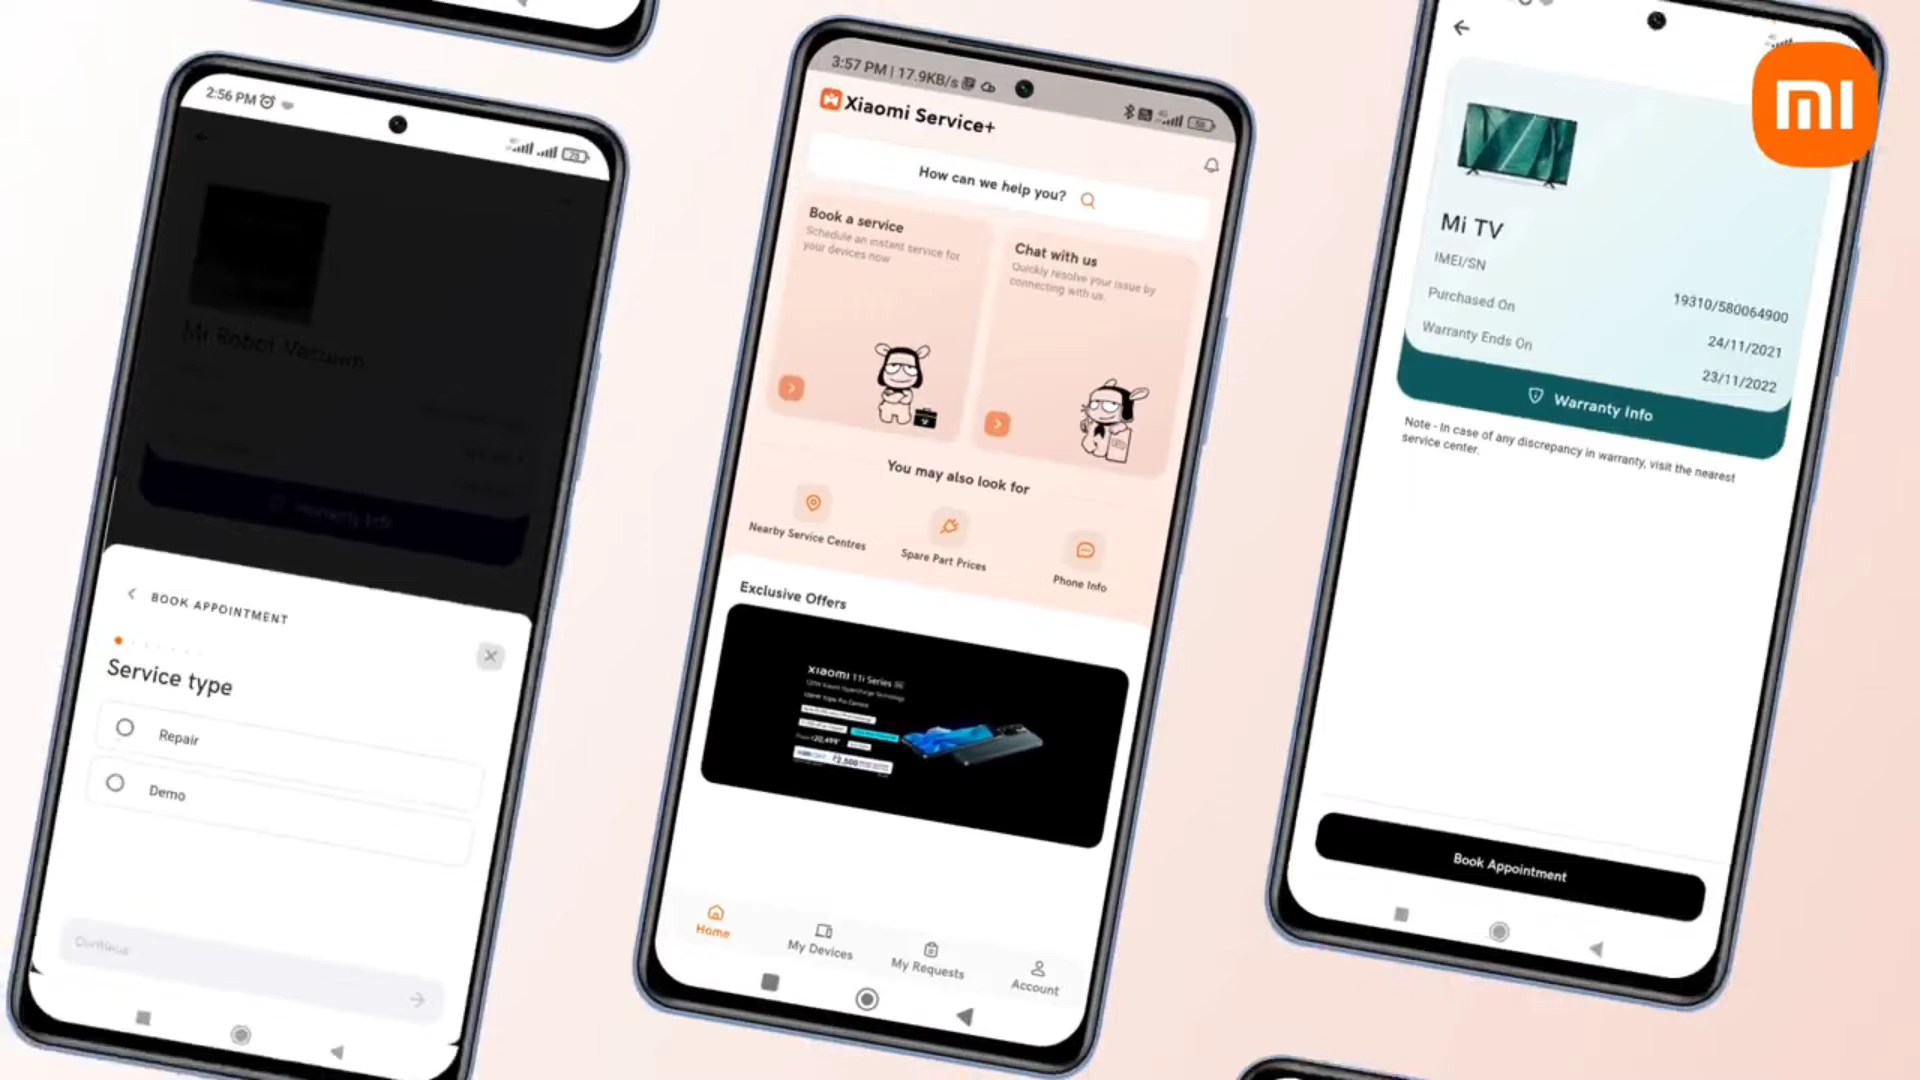 2:56 PM
Mi Robot Vacuum
Warranty Info
BOOK APPOINTMENT
Service type
Repair
Demo
Continue
3:57 PM | 17.9KB/s
Xiaomi Service+
How can we help you?
Book a service
Schedule an instant service for
your devices now
Chat with us
Quickly resolve your issue by
connecting with us.
You may also look for
Nearby Service Centres
Spare Part Prices
Phone Info
Exclusive Offers
xiaomi 11i Series
Home
My Devices
My Requests
Account
mi
Mi TV
IMEI/SN
19310/580064900
Purchased On
24/11/2021
Warranty Ends On
23/11/2022
Warranty Info
Note - In case of any discrepancy in warranty, visit the nearest
service center.
Book Appointment